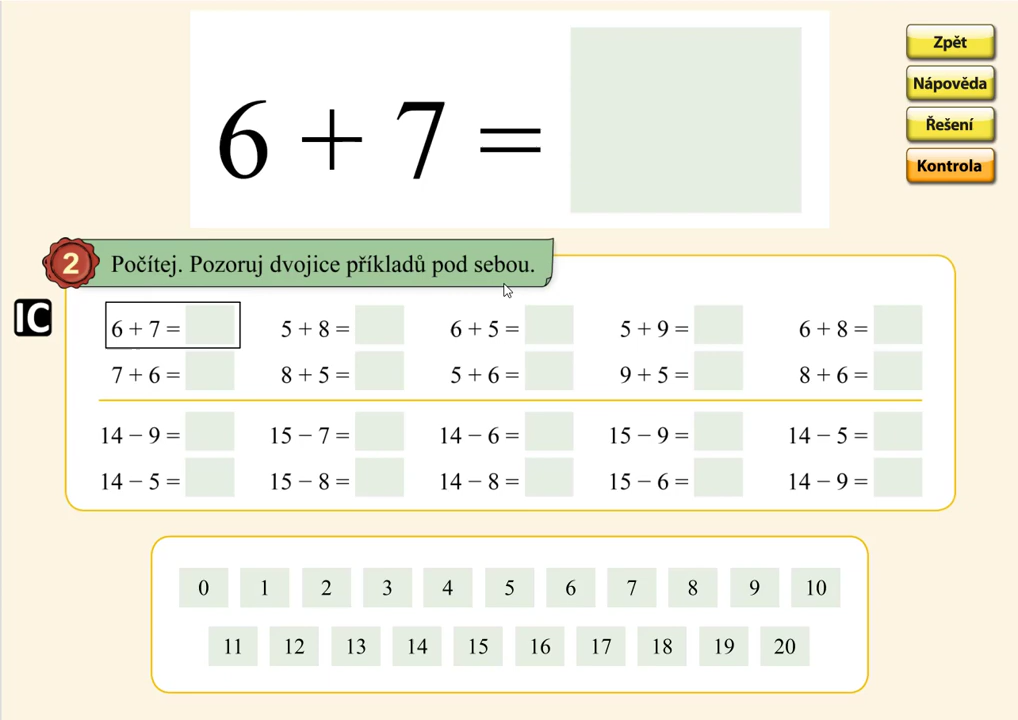 6 + 7 =
Zpět
Nápověda
Řešení
Kontrola
2 Počítej. Pozoruj dvojice příkladů pod sebou.
IC
6 + 7 = 5 + 8 = 6 + 5 = 5 + 9 = 6 + 8 =
7 + 6 = 8 + 5 = 5 + 6 = 9 + 5 = 8 + 6 =
14 − 9 = 15 − 7 = 14 − 6 = 15 − 9 = 14 − 5 =
14 − 5 = 15 − 8 = 14 − 8 = 15 − 6 = 14 − 9 =
0 1 2 3 4 5 6 7 8 9 10
11 12 13 14 15 16 17 18 19 20